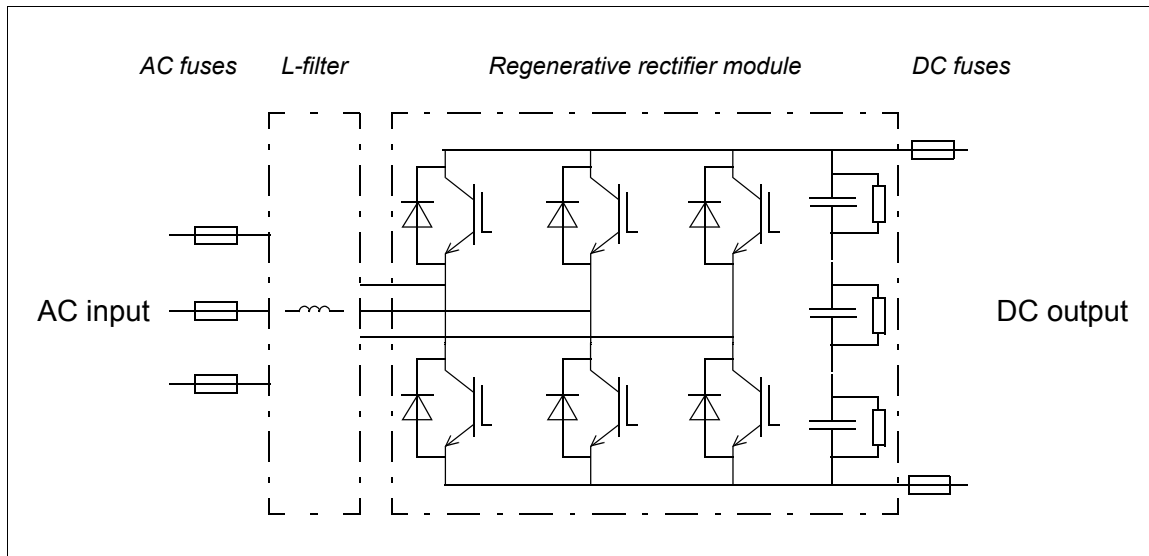 AC fuses
L-filter
Regenerative rectifier module
DC fuses
AC input
DC output